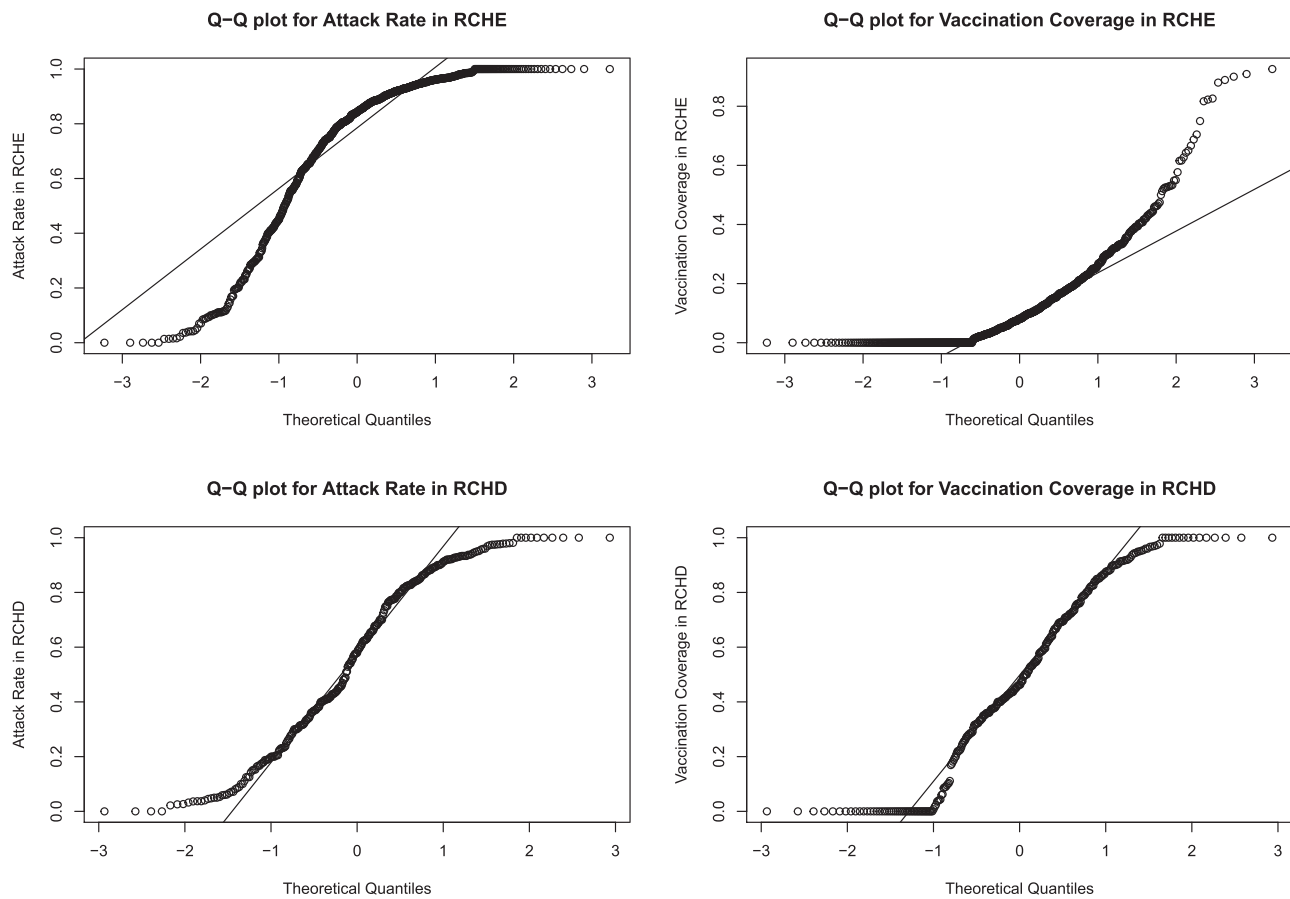 Q−Q plot for Attack Rate in RCHE
Attack Rate in RCHE
1.0
0.8
0.6
0.4
0.2
0.0
−3 −2 −1 0 1 2 3
Theoretical Quantiles
Q−Q plot for Vaccination Coverage in RCHE
Vaccination Coverage in RCHE
0.8
0.6
0.4
0.2
0.0
−3 −2 −1 0 1 2 3
Theoretical Quantiles
Q−Q plot for Attack Rate in RCHD
Attack Rate in RCHD
1.0
0.8
0.6
0.4
0.2
0.0
−3 −2 −1 0 1 2 3
Theoretical Quantiles
Q−Q plot for Vaccination Coverage in RCHD
Vaccination Coverage in RCHD
1.0
0.8
0.6
0.4
0.2
0.0
−3 −2 −1 0 1 2 3
Theoretical Quantiles